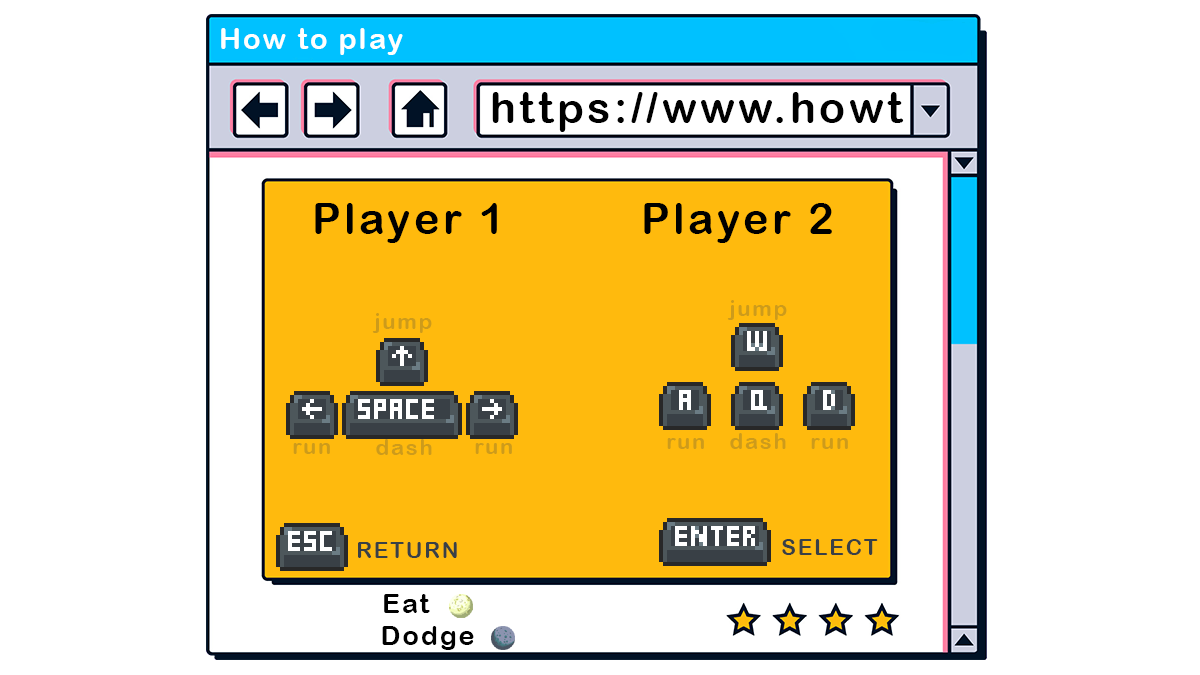 How to play
https://www.howt
Player 1
Player 2
jump
↑
← SPACE →
run dash run
jump
W
A Q D
run dash run
ESC RETURN
ENTER SELECT
Eat
Dodge